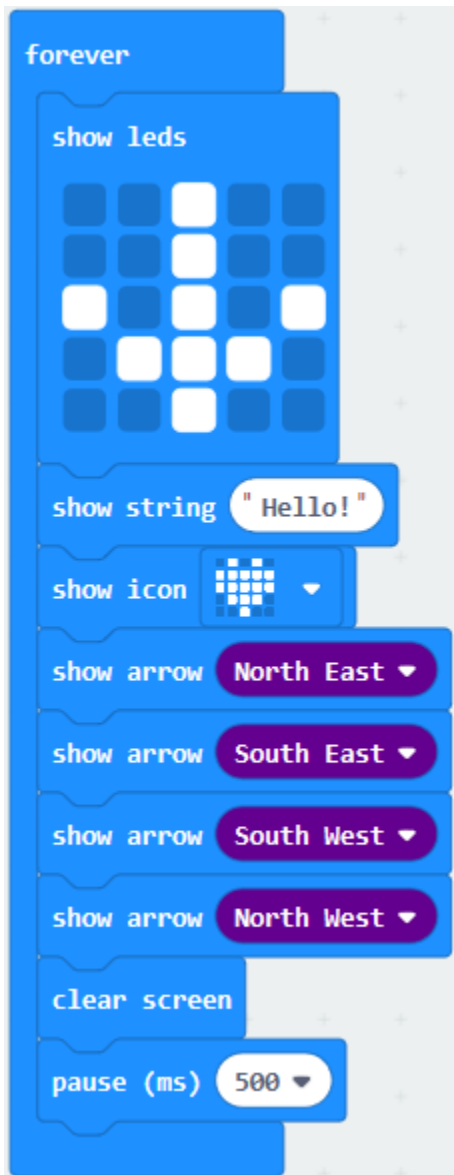 forever
show leds
show string "Hello!"
show icon
show arrow North East
show arrow South East
show arrow South West
show arrow North West
clear screen
pause (ms) 500